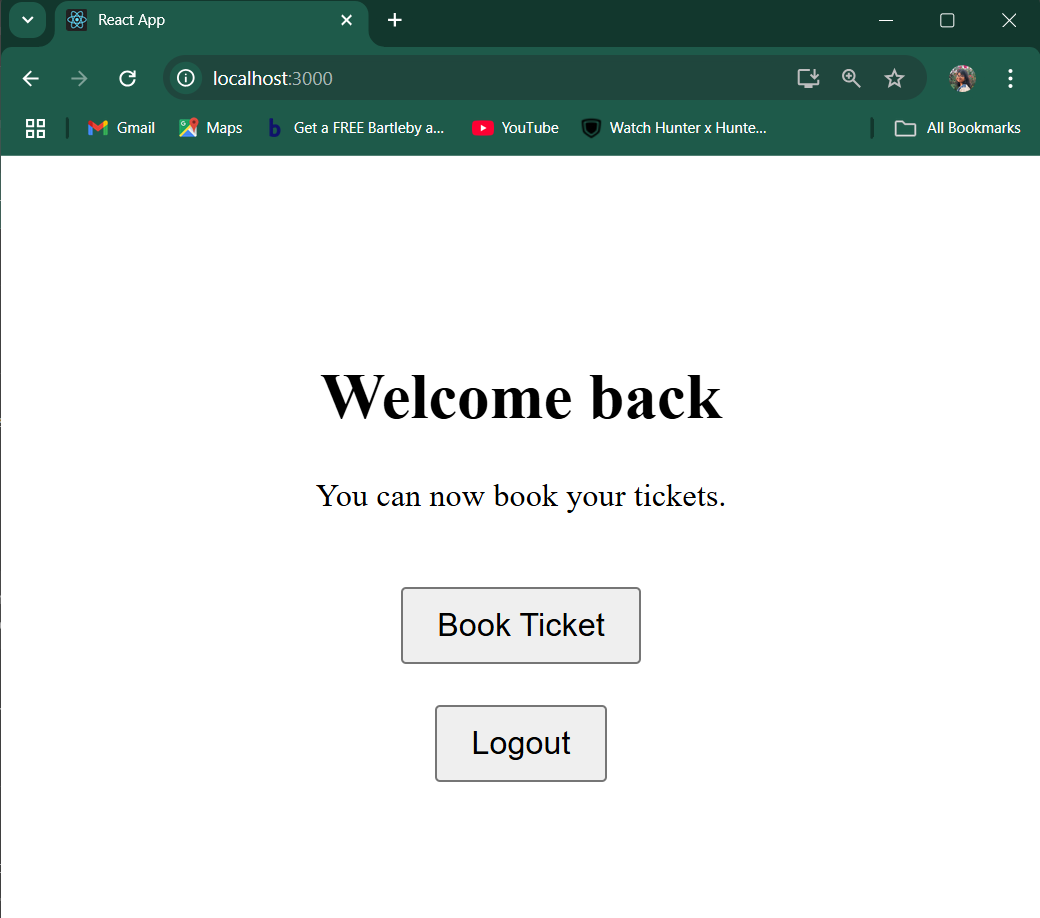 React App
localhost:3000
Gmail Maps b Get a FREE Bartleby a... YouTube Watch Hunter x Hunte... All Bookmarks
Welcome back
You can now book your tickets.
Book Ticket
Logout